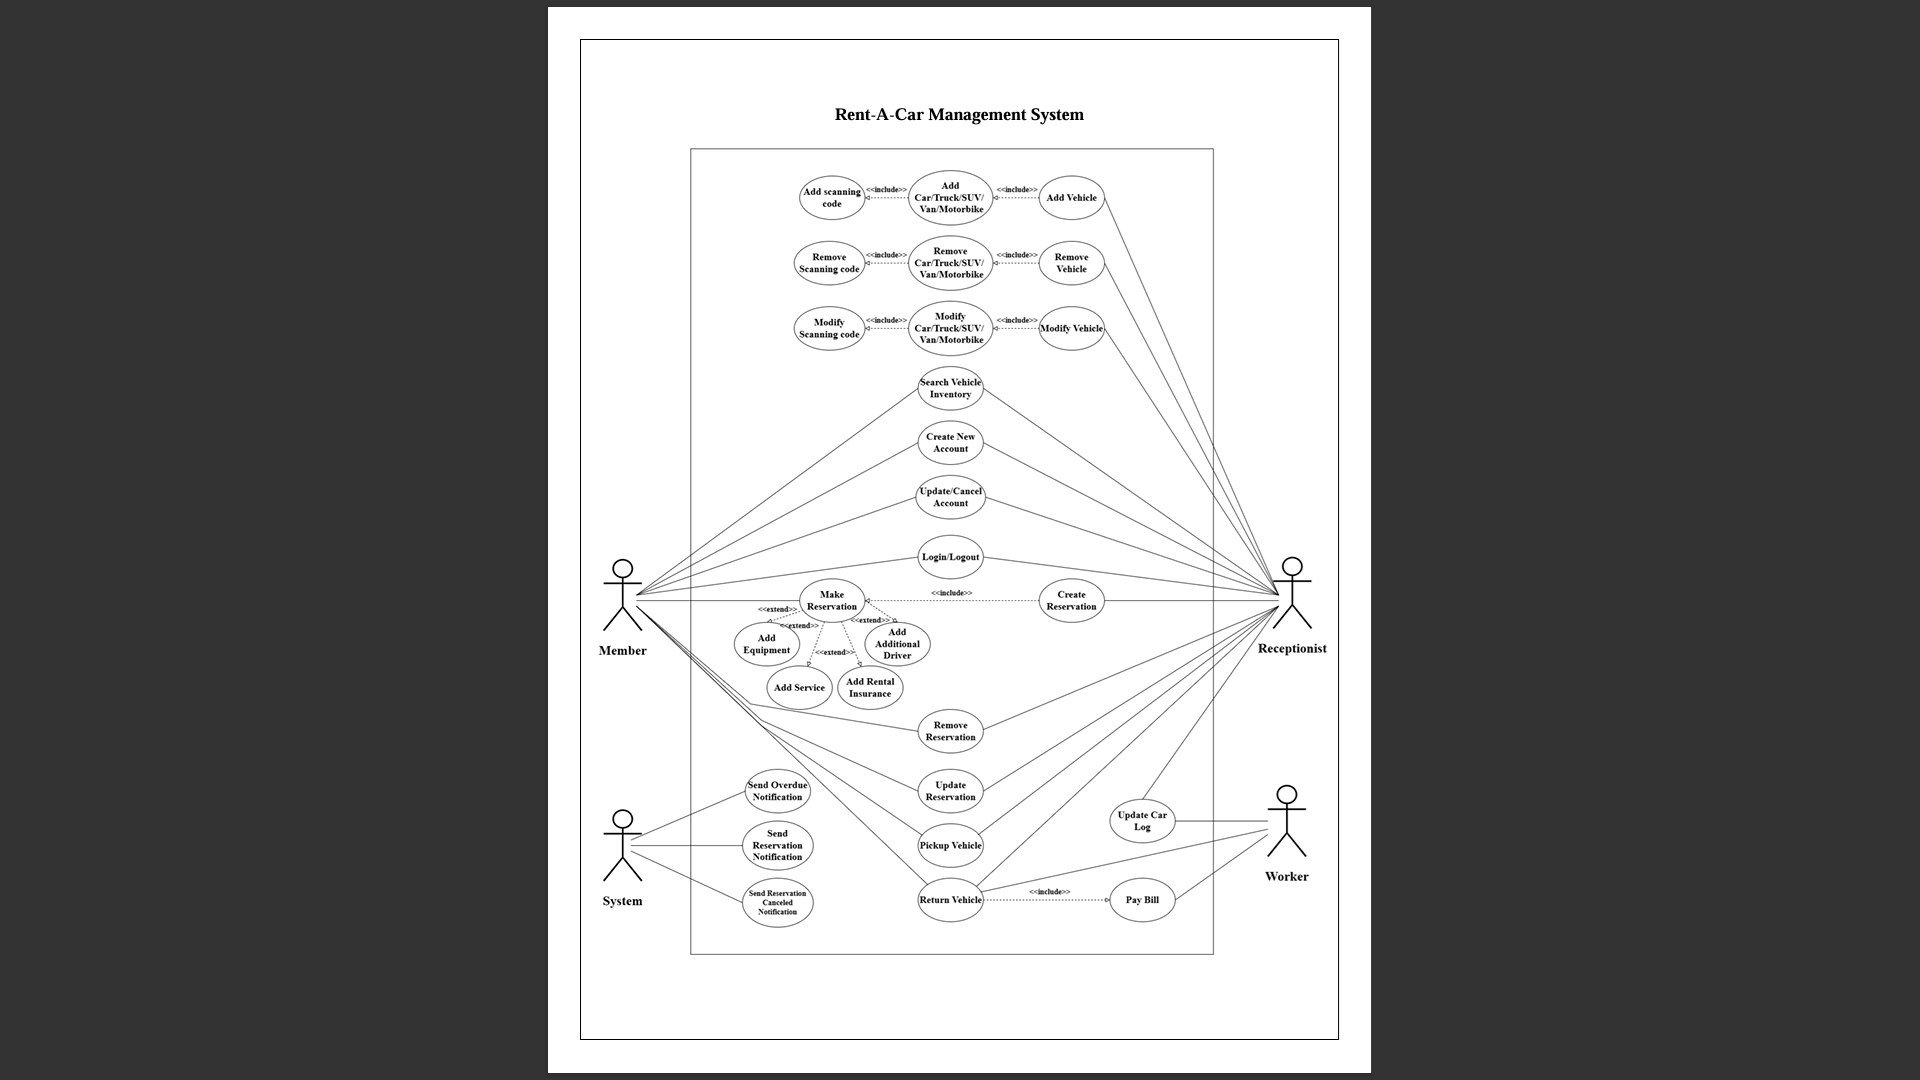 Rent-A-Car Management System
Add scanning
code
<<include>>
Add
Car/Truck/SUV/
Van/Motorbike
<<include>>
Add Vehicle
Remove
Scanning code
<<include>>
Remove
Car/Truck/SUV/
Van/Motorbike
<<include>>
Remove
Vehicle
Modify
Scanning code
<<include>>
Modify
Car/Truck/SUV/
Van/Motorbike
<<include>>
Modify Vehicle
Search Vehicle
Inventory
Create New
Account
Update/Cancel
Account
Login/Logout
Member
Make
Reservation
<<include>>
Create
Reservation
Receptionist
<<extend>>
<<extend>>
<<extend>>
<<extend>>
Add
Equipment
Add
Additional
Driver
Add Service
Add Rental
Insurance
Remove
Reservation
Send Overdue
Notification
Update
Reservation
Update Car
Log
Send
Reservation
Notification
Pickup Vehicle
Worker
System
Send Reservation
Canceled
Notification
Return Vehicle
<<include>>
Pay Bill